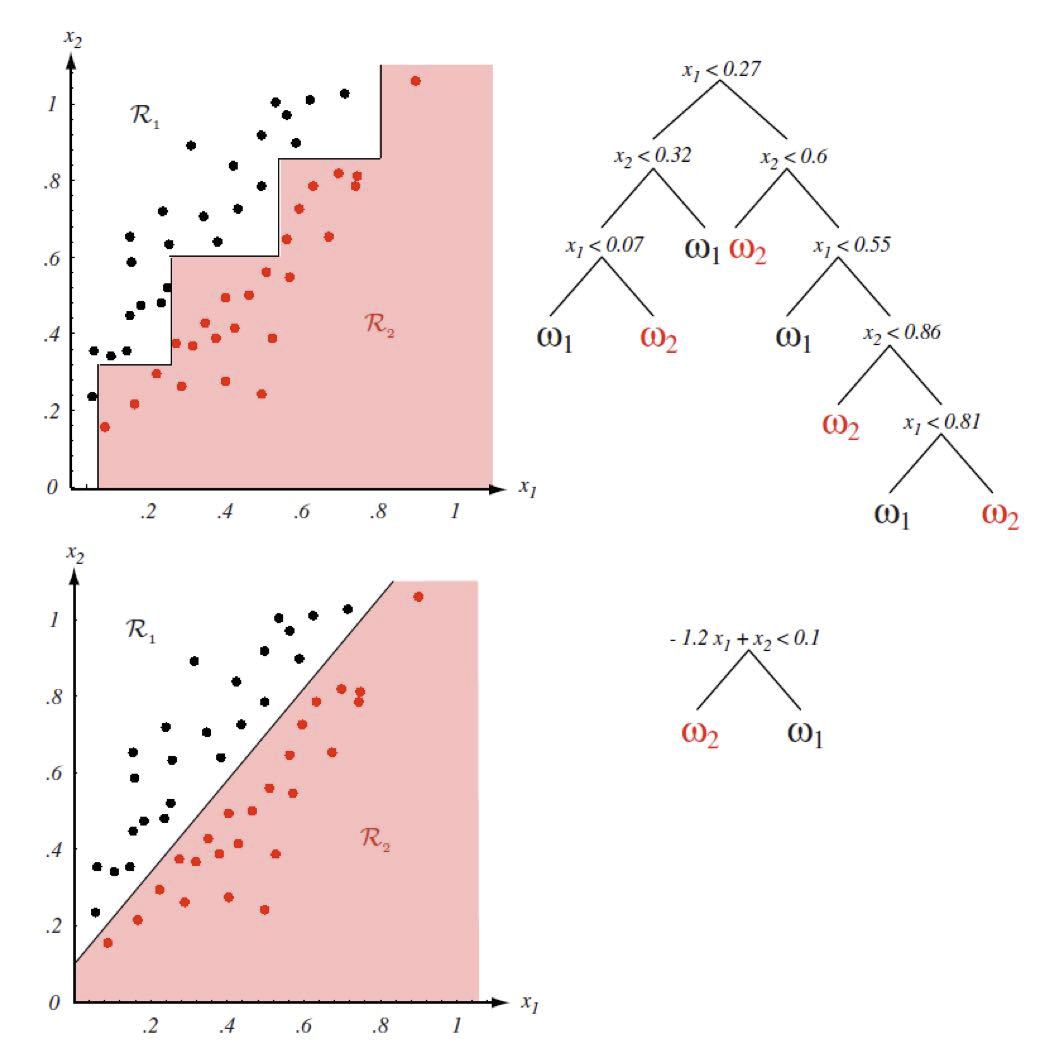 x₂
1
.8
.6
.4
.2
0
.2 .4 .6 .8 1
x₁
ℛ₁
ℛ₂
x₁ < 0.27
x₂ < 0.32 x₂ < 0.6
x₁ < 0.07 ω₁ ω₂ x₁ < 0.55
ω₁ ω₂ ω₁ x₂ < 0.86
ω₂ x₁ < 0.81
ω₁ ω₂
x₂
1
.8
.6
.4
.2
0
.2 .4 .6 .8 1
x₁
ℛ₁
ℛ₂
- 1.2 x₁ + x₂ < 0.1
ω₂ ω₁